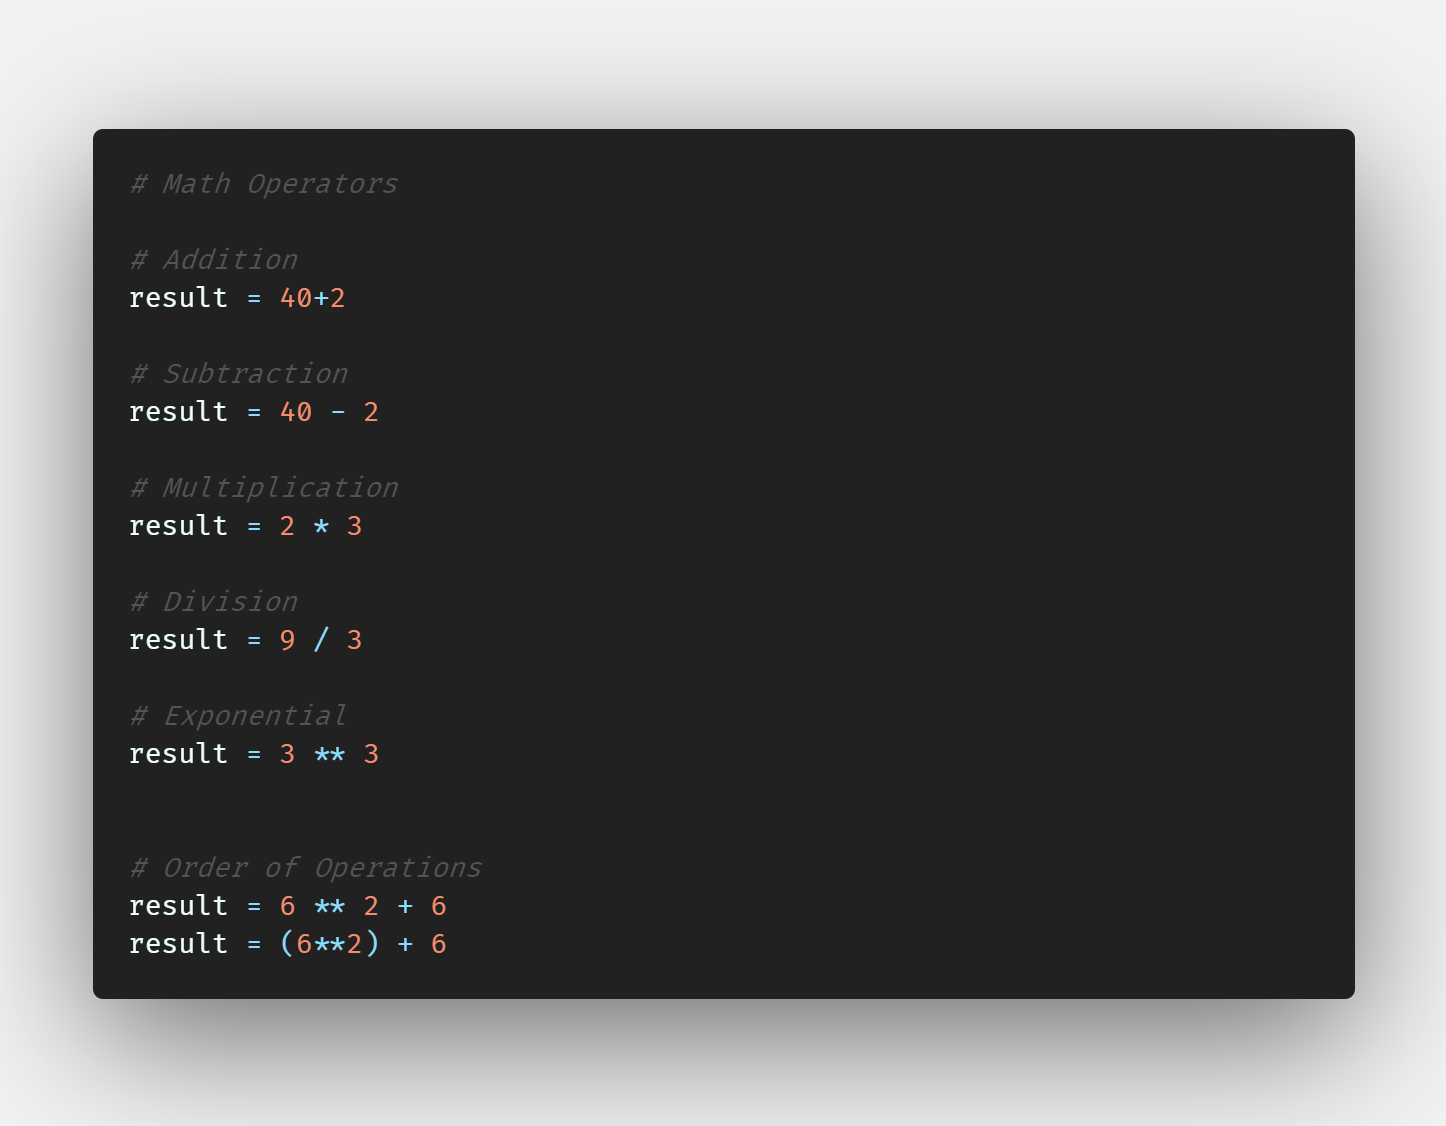 # Math Operators
# Addition
result = 40+2
# Subtraction
result = 40 - 2
# Multiplication
result = 2 * 3
# Division
result = 9 / 3
# Exponential
result = 3 ** 3
# Order of Operations
result = 6 ** 2 + 6
result = (6**2) + 6